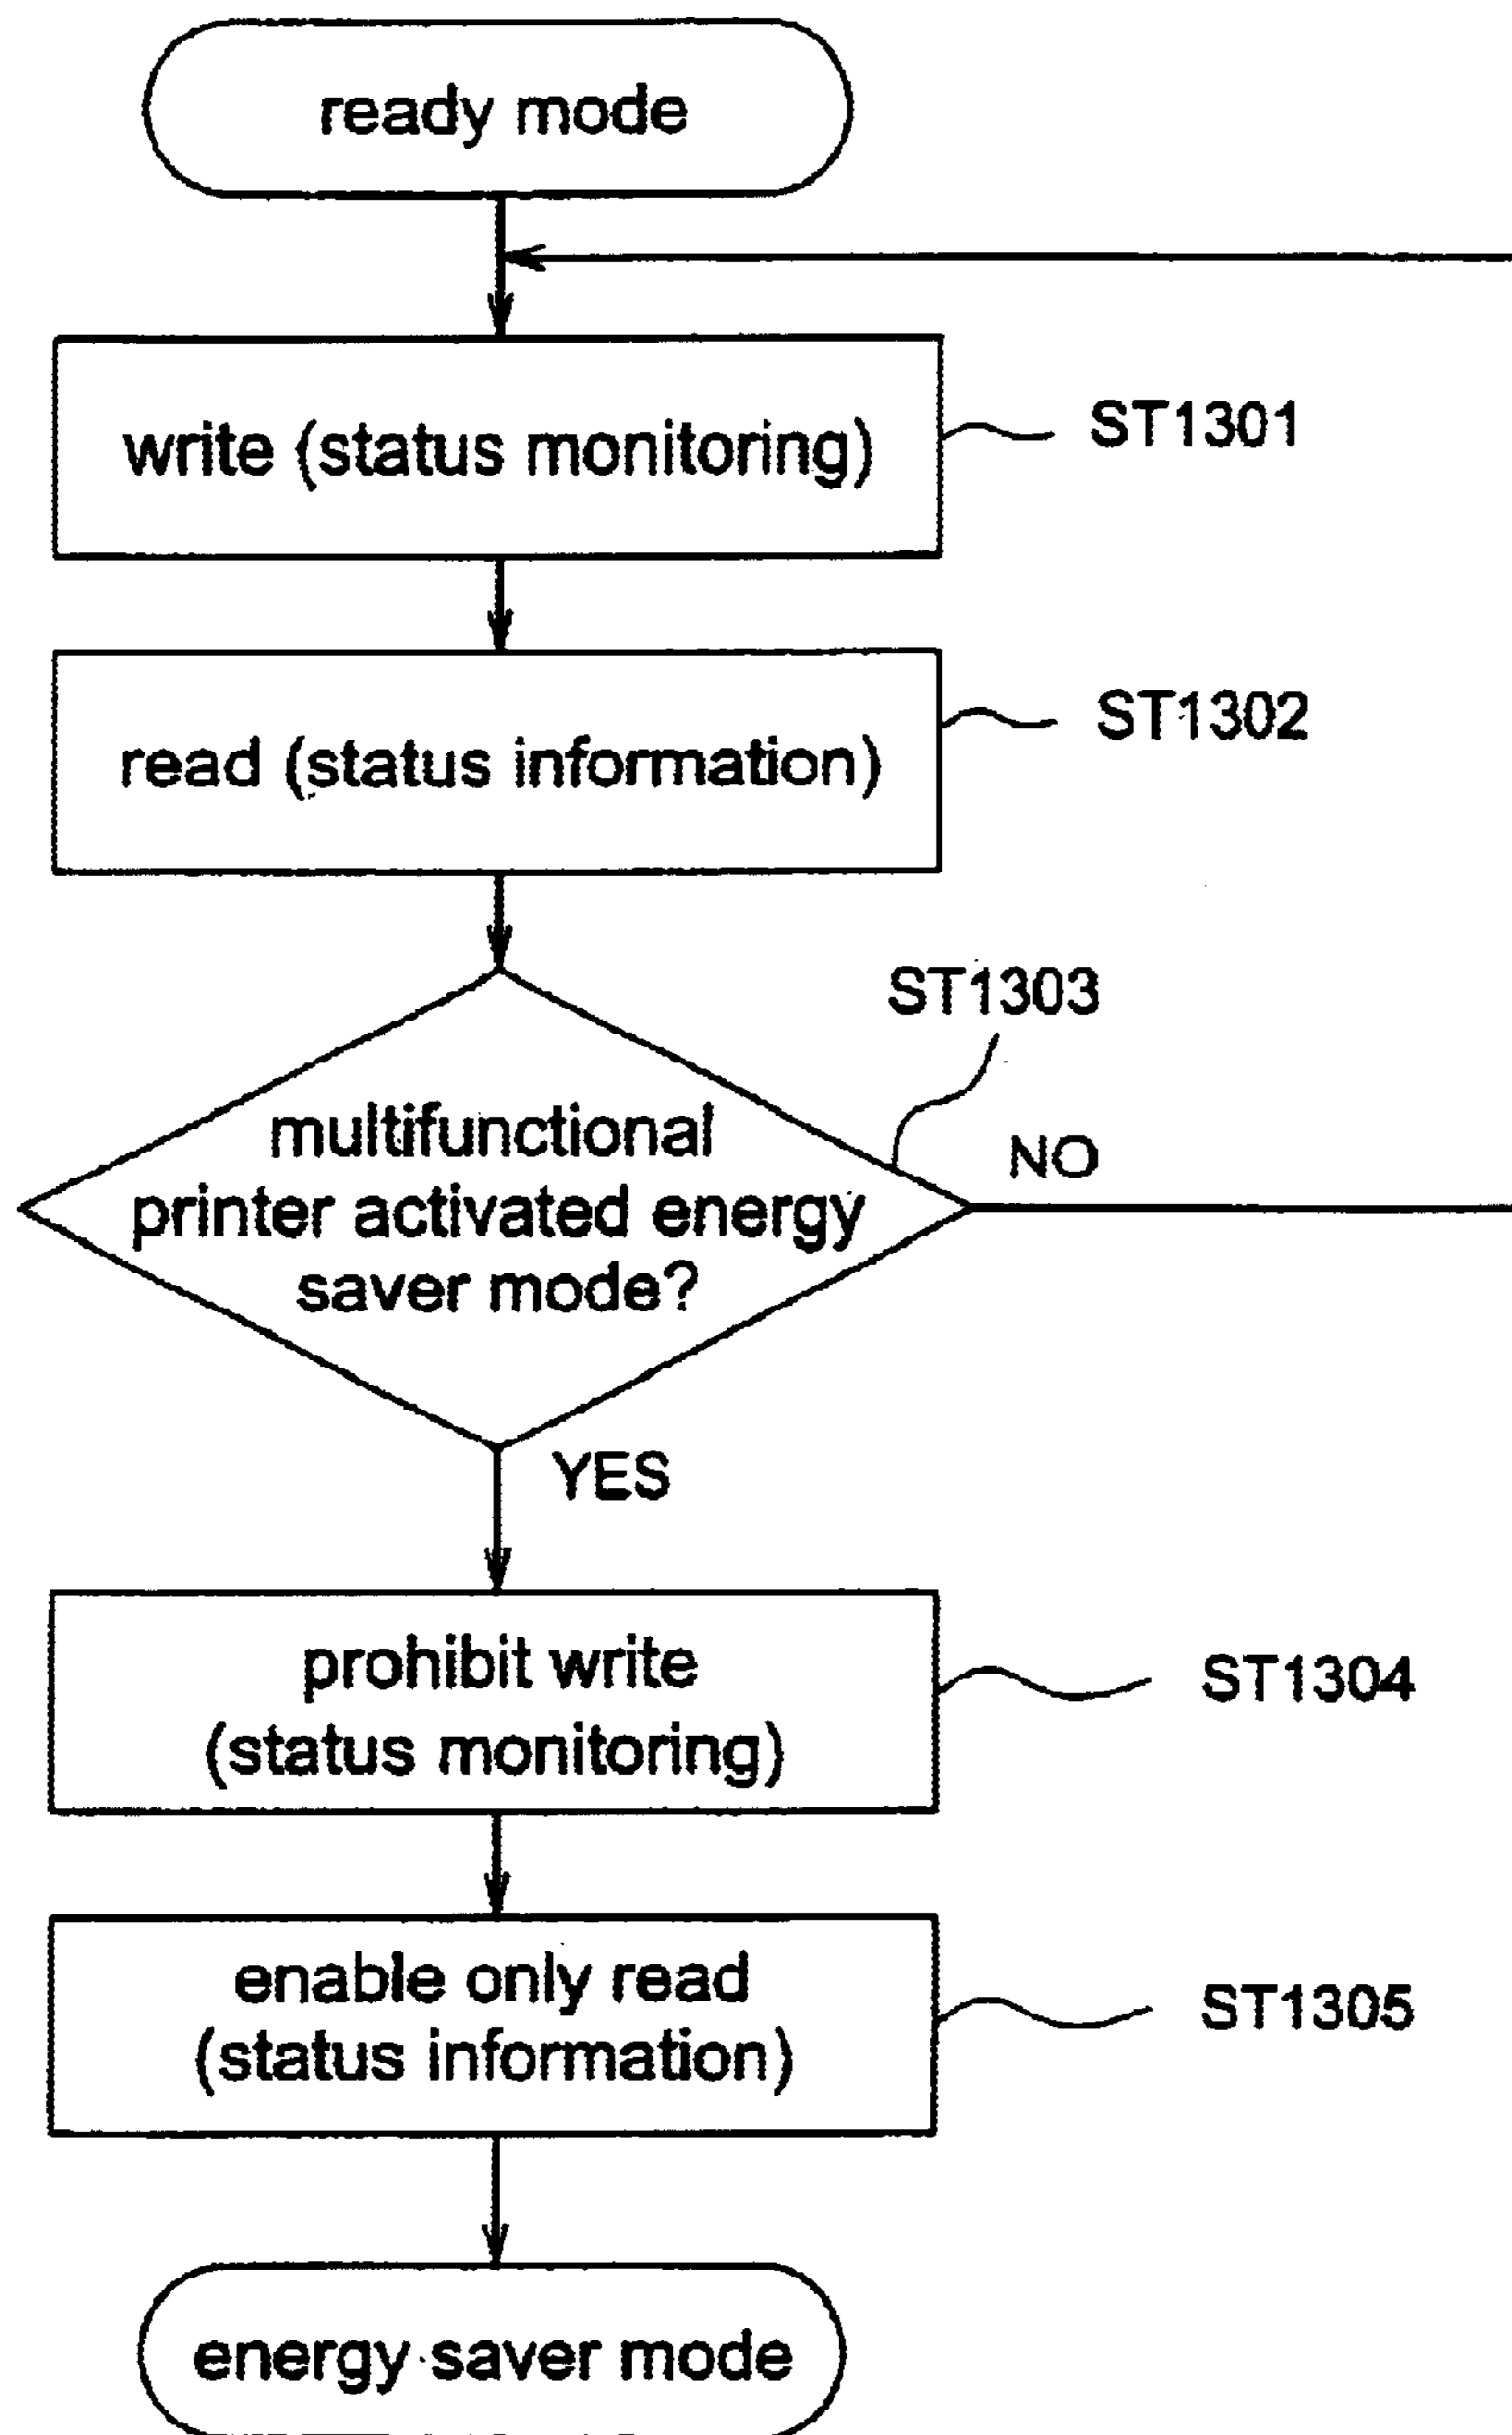 ready mode
write (status monitoring)
ST1301
read (status information)
ST1302
ST1303
multifunctional
printer activated energy
saver mode?
NO
YES
prohibit write
(status monitoring)
ST1304
enable only read
(status information)
ST1305
energy saver mode